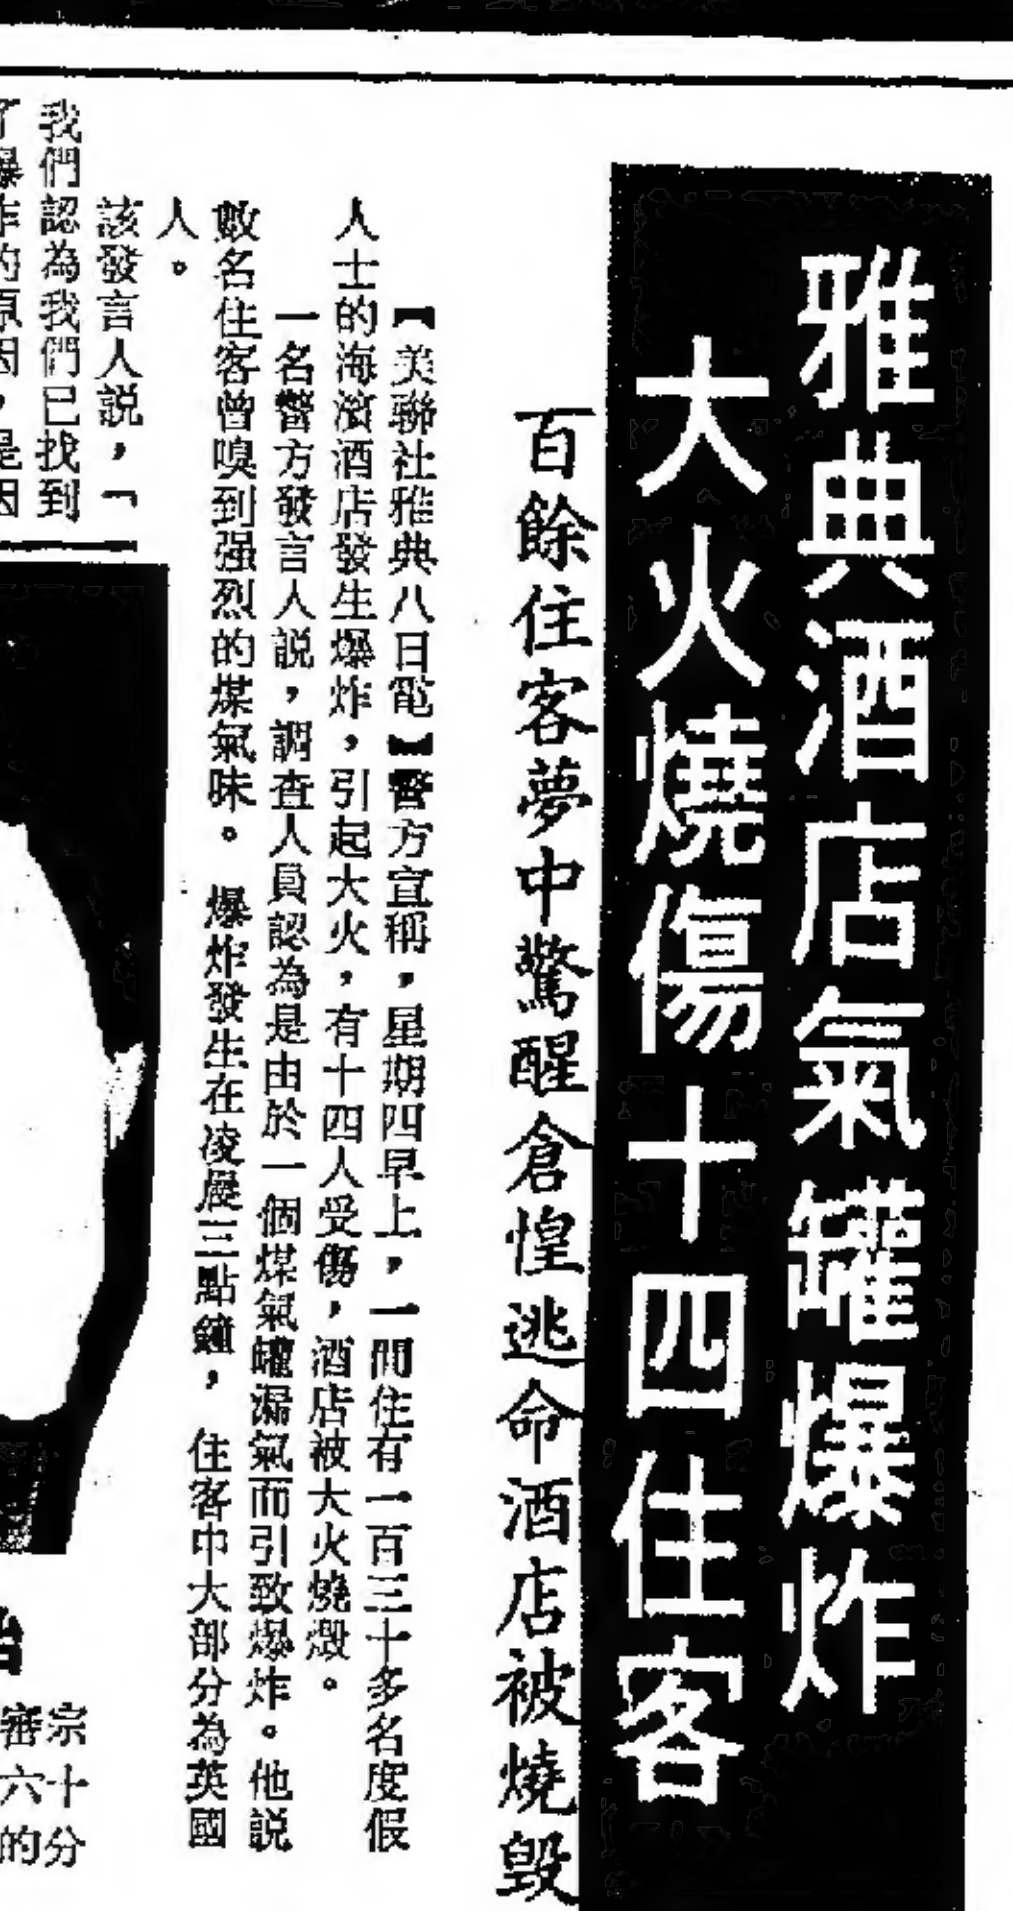 雅典酒店氣罐爆炸
大火燒傷十四住客
百餘住客夢中驚醒倉惶逃命酒店被燒毀
【美聯社雅典八日電】警方宣稱，星期四早上，一間住有一百三十多名度假
人士的海濱酒店發生爆炸，引起大火，有十四人受傷，酒店被大火燒燬。
一名警方發言人説，調查人員認為是由於一個煤氣罐漏氣而引致爆炸。他説
數名住客曾嗅到强烈的煤氣味。爆炸發生在凌晨三點鐘，住客中大部分為英國
人。
該發言人説，「
我們認為我們已找到
了爆炸的原因，是因
宗十分
審六的